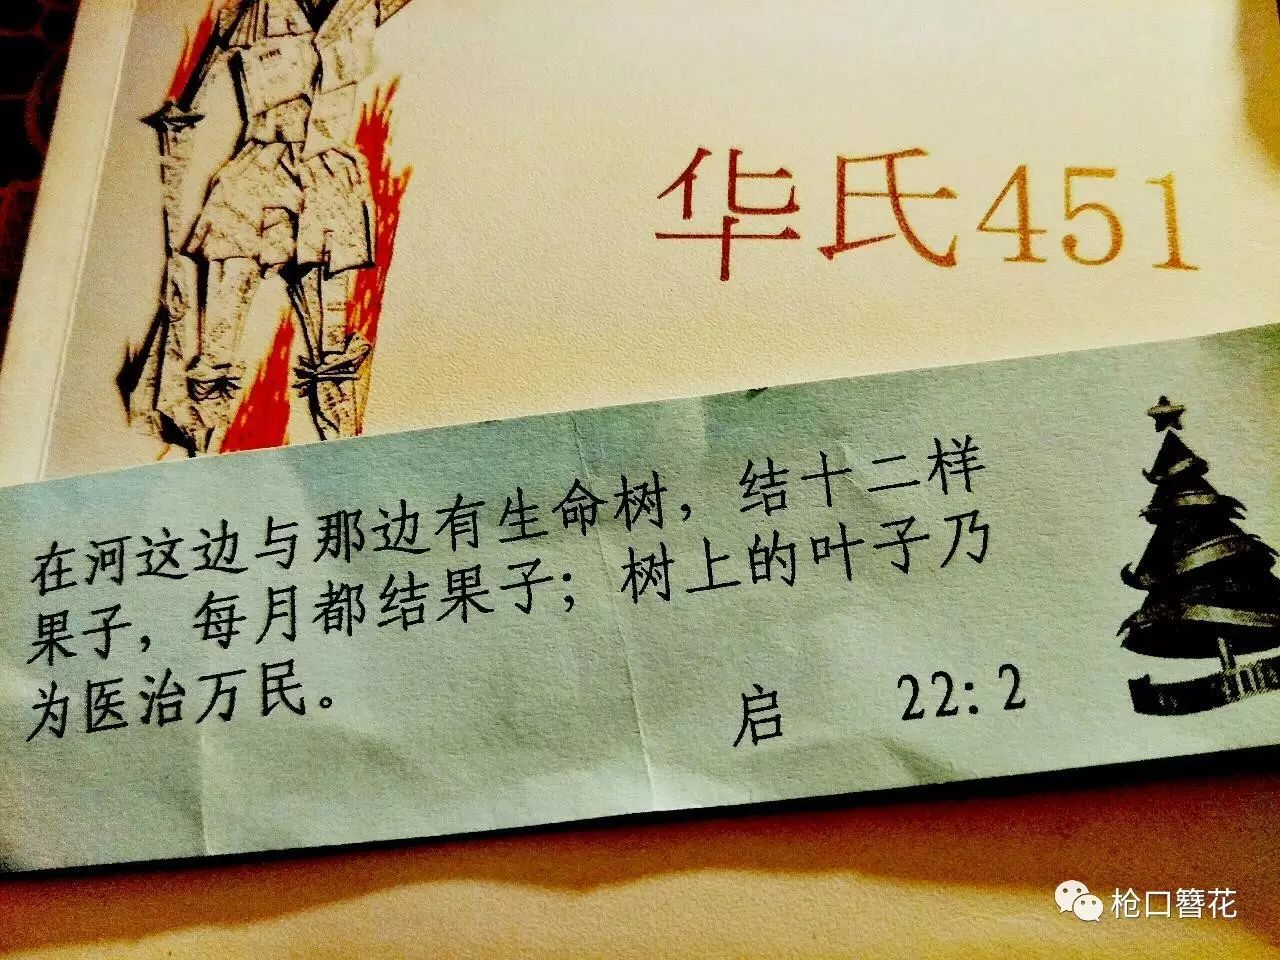 华氏451
在河这边与那边有生命树，结十二样
果子，每月都结果子；树上的叶子乃
为医治万民。
启 22:2
枪口簪花